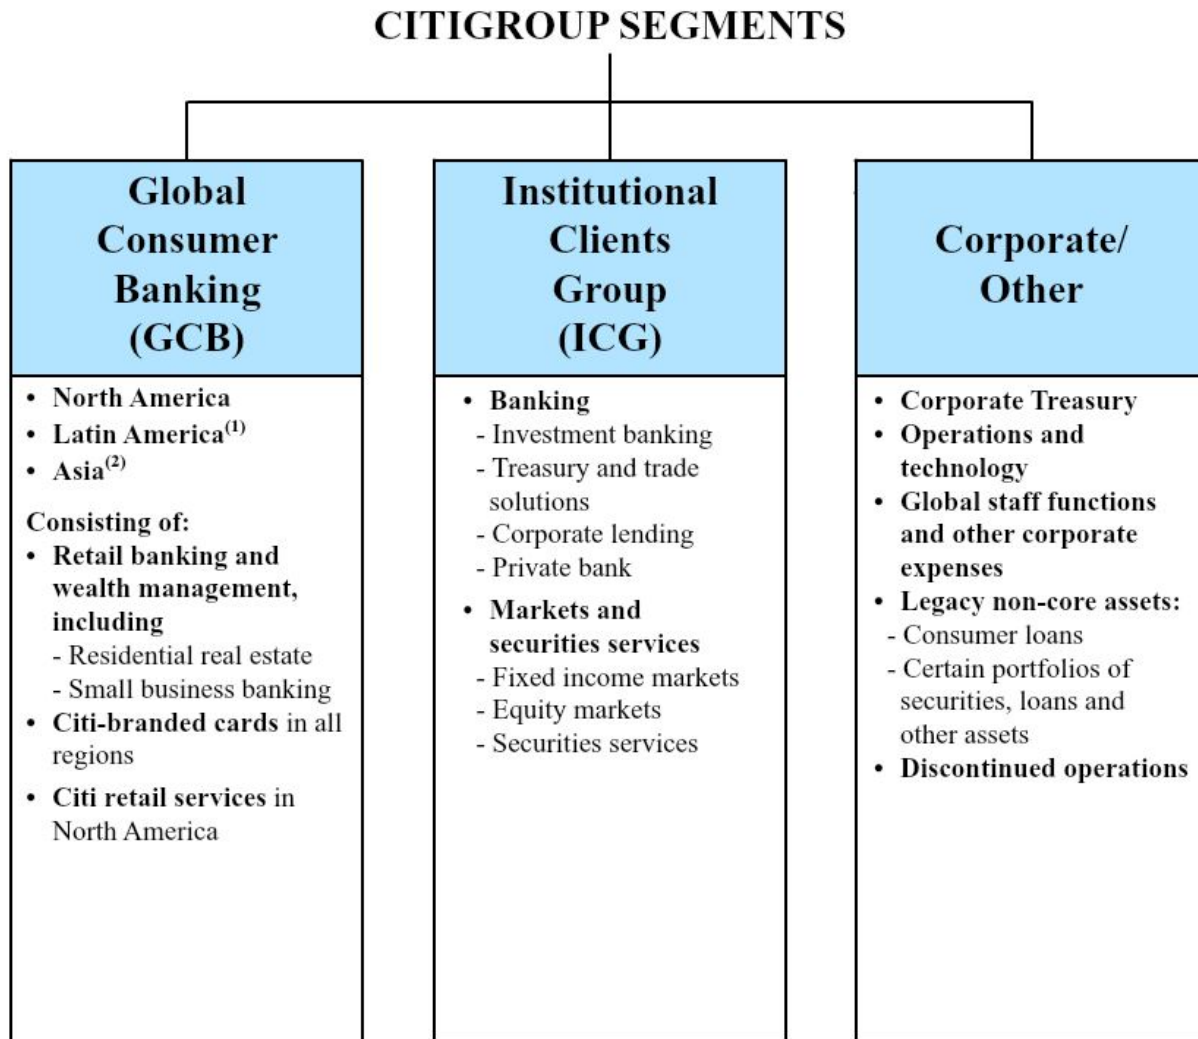 CITIGROUP SEGMENTS
Global
Consumer
Banking
(GCB)
• North America
• Latin America(1)
• Asia(2)
Consisting of:
• Retail banking and
wealth management,
including
- Residential real estate
- Small business banking
• Citi-branded cards in all
regions
• Citi retail services in
North America
Institutional
Clients
Group
(ICG)
• Banking
- Investment banking
- Treasury and trade
solutions
- Corporate lending
- Private bank
• Markets and
securities services
- Fixed income markets
- Equity markets
- Securities services
Corporate/
Other
• Corporate Treasury
• Operations and
technology
• Global staff functions
and other corporate
expenses
• Legacy non-core assets:
- Consumer loans
- Certain portfolios of
securities, loans and
other assets
• Discontinued operations